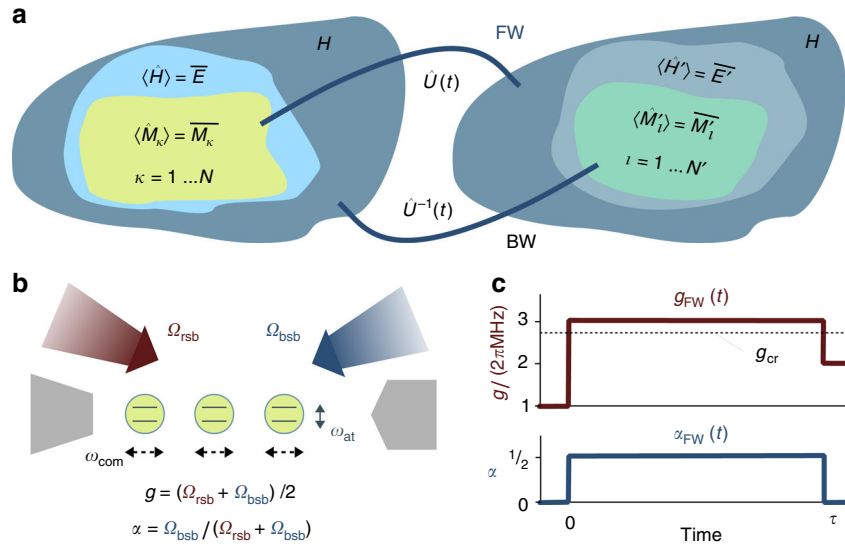 a
H
FW
H
⟨Ĥ⟩ = E̅
⟨Ĥ′⟩ = E̅′
Û(t)
⟨M̂κ⟩ = M̅κ
⟨M̂′ι⟩ = M̅′ι
κ = 1 ...N
ι = 1 ...N′
Û⁻¹(t)
BW
b
Ωrsb
Ωbsb
ωat
ωcom
g = (Ωrsb + Ωbsb) /2
α = Ωbsb/(Ωrsb + Ωbsb)
c
gFW (t)
g/ (2πMHz)
3
2
1
gcr
αFW (t)
α
1/2
0
0
Time
τ